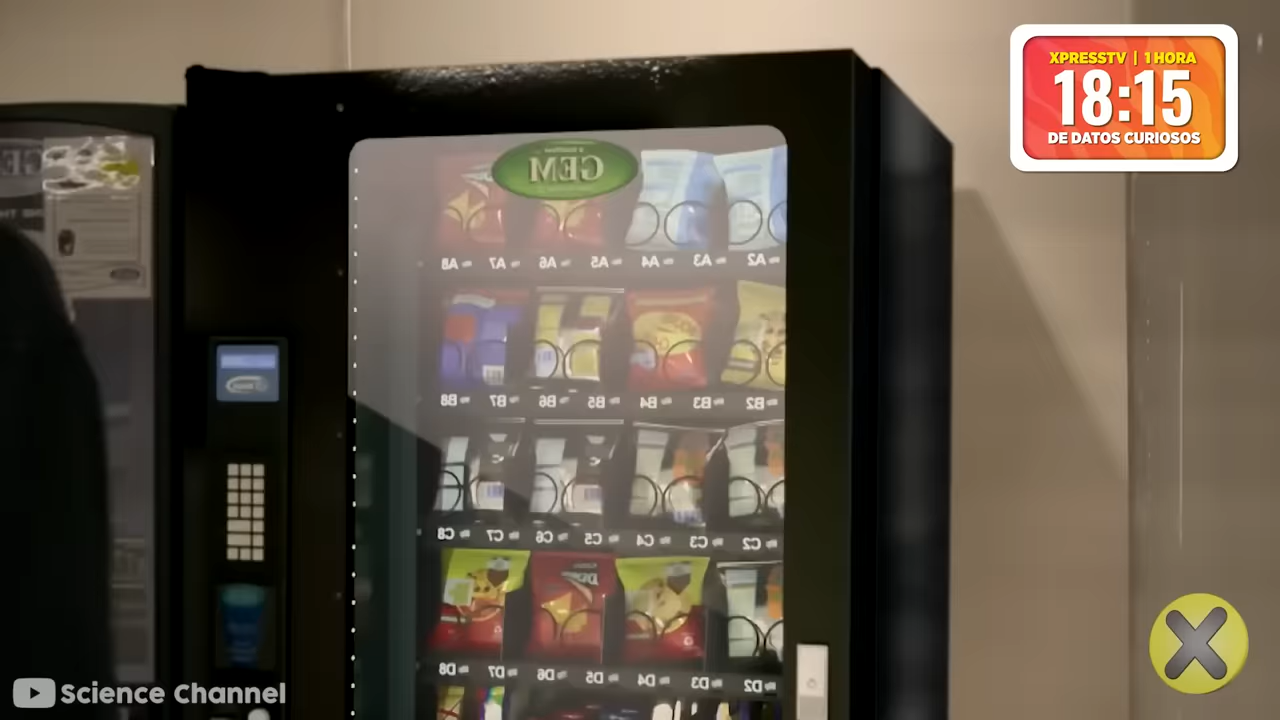 XPRESSTV | 1 HORA
18:15
DE DATOS CURIOSOS
GEM
A8 A7 A6 A5 A4 A3 A2
B8 B7 B6 B5 B4 B3 B2
C8 C7 C6 C5 C4 C3 C2
D8 D7 D6 D5 D4 D3 D2
Science Channel